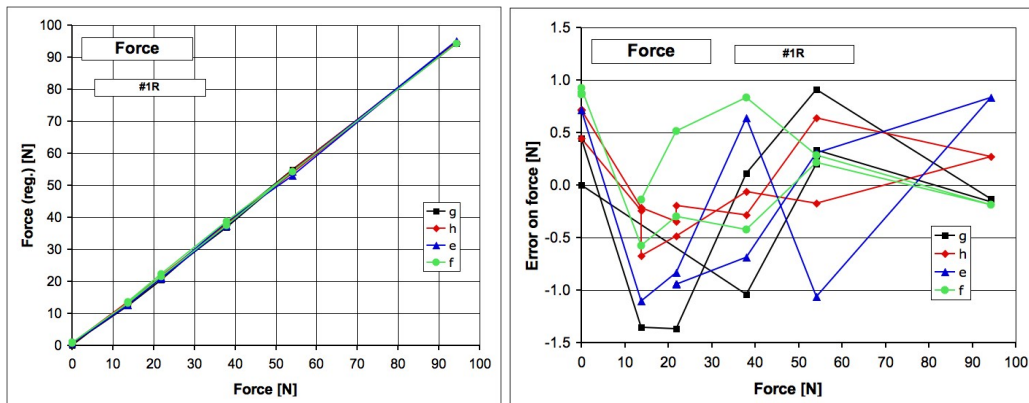 Force
#1R
Force (reg.) [N]
100
90
80
70
60
50
40
30
20
10
0
g
h
e
f
0 10 20 30 40 50 60 70 80 90 100
Force [N]
Force
#1R
Error on force [N]
1.5
1.0
0.5
0.0
-0.5
-1.0
-1.5
g
h
e
f
0 10 20 30 40 50 60 70 80 90 100
Force [N]